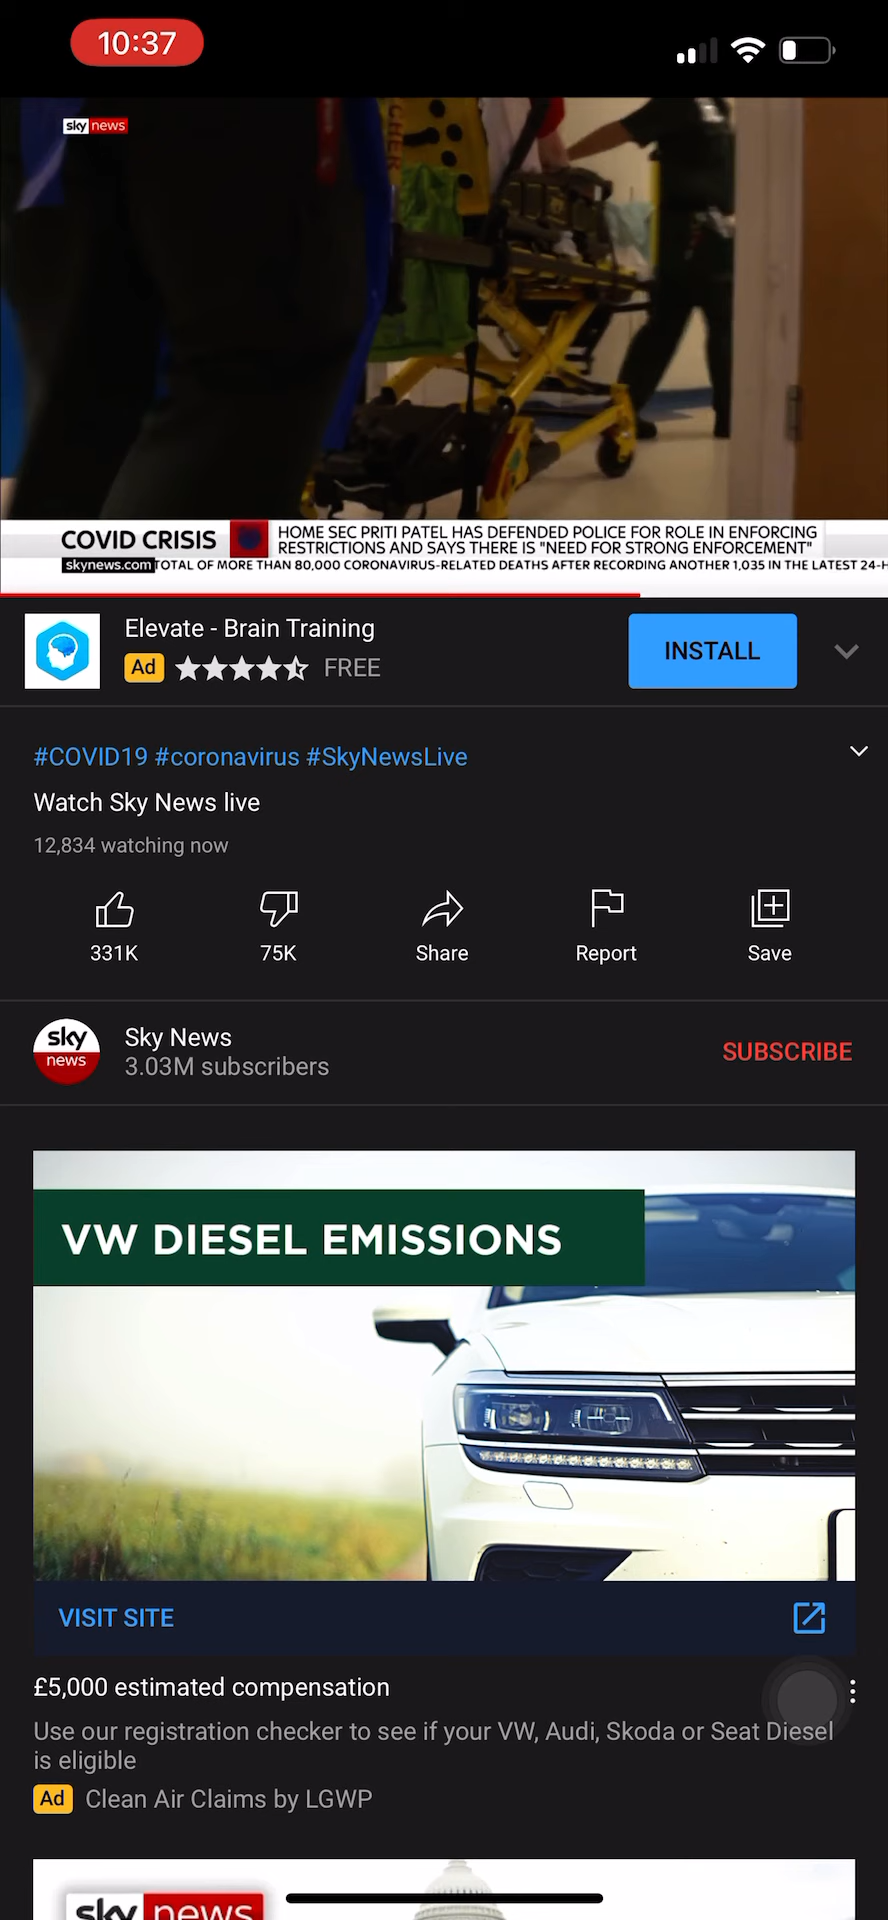 10:37
sky news
CHER
COVID CRISIS
HOME SEC PRITI PATEL HAS DEFENDED POLICE FOR ROLE IN ENFORCING
RESTRICTIONS AND SAYS THERE IS "NEED FOR STRONG ENFORCEMENT"
skynews.com TOTAL OF MORE THAN 80,000 CORONAVIRUS-RELATED DEATHS AFTER RECORDING ANOTHER 1,035 IN THE LATEST 24-H
Elevate - Brain Training
Ad FREE
INSTALL
#COVID19 #coronavirus #SkyNewsLive
Watch Sky News live
12,834 watching now
331K 75K Share Report Save
sky news
Sky News
3.03M subscribers
SUBSCRIBE
VW DIESEL EMISSIONS
VISIT SITE
£5,000 estimated compensation
Use our registration checker to see if your VW, Audi, Skoda or Seat Diesel
is eligible
Ad Clean Air Claims by LGWP
sky news